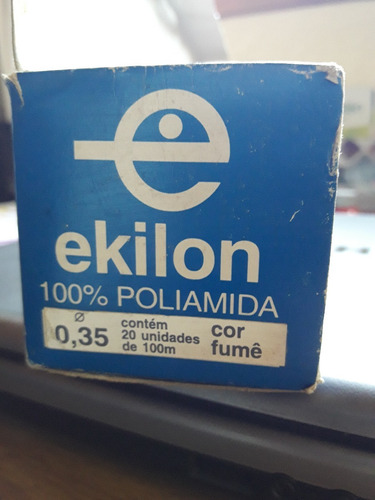 e
ekilon
100% POLIAMIDA
Ø 0,35
contém
20 unidades
de 100m
cor
fumê